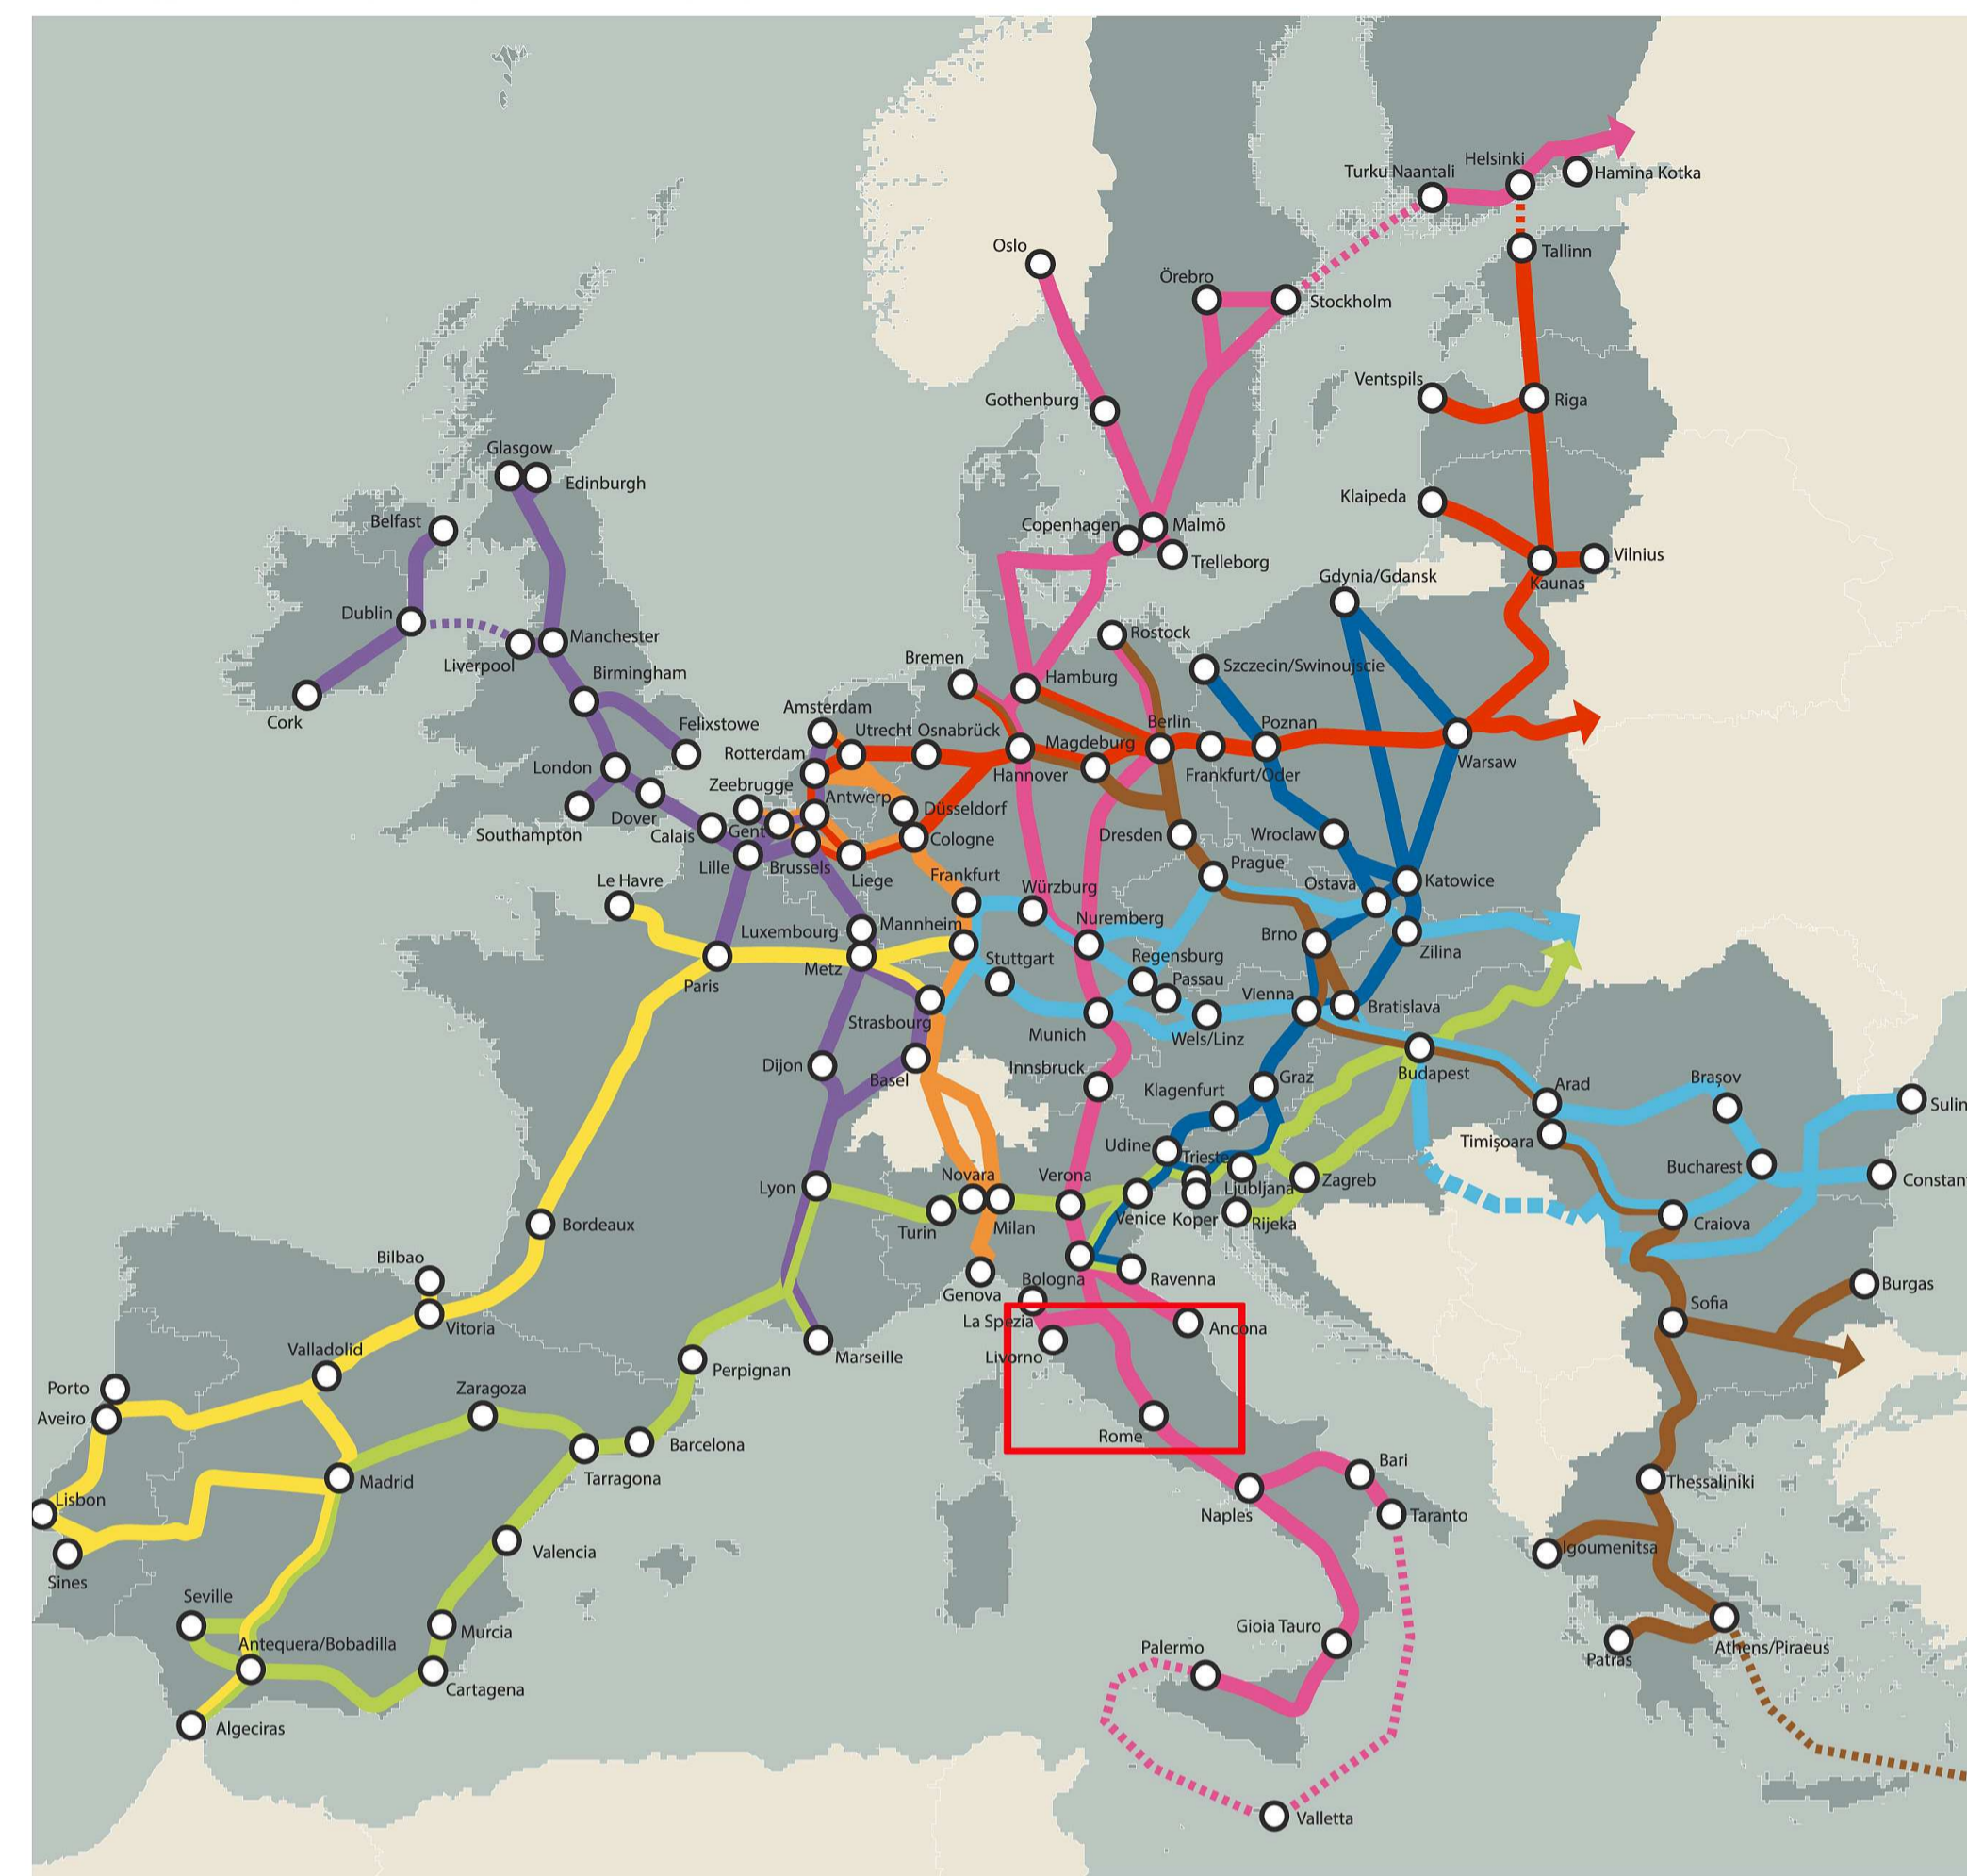 Helsinki
Turku Naantali
Hamina Kotka
Oslo
Tallinn
Örebro
Stockholm
Ventspils
Riga
Gothenburg
Glasgow
Edinburgh
Klaipeda
Belfast
Copenhagen
Malmö
Trelleborg
Vilnius
Kaunas
Gdynia/Gdansk
Dublin
Manchester
Rostock
Liverpool
Bremen
Szczecin/Swinoujscie
Birmingham
Hamburg
Cork
Amsterdam
Felixstowe
Utrecht
Osnabrück
Berlin
Poznan
Rotterdam
Magdeburg
London
Hannover
Frankfurt/Oder
Warsaw
Zeebrugge
Antwerp
Düsseldorf
Dover
Southampton
Calais
Gent
Cologne
Dresden
Wroclaw
Lille
Brussels
Liege
Frankfurt
Prague
Le Havre
Würzburg
Ostava
Katowice
Luxembourg
Mannheim
Nuremberg
Brno
Zilina
Metz
Stuttgart
Regensburg
Passau
Paris
Vienna
Bratislava
Strasbourg
Munich
Wels/Linz
Dijon
Basel
Innsbruck
Klagenfurt
Graz
Budapest
Arad
Braşov
Sulin
Udine
Trieste
Timişoara
Bucharest
Lyon
Novara
Verona
Ljubljana
Zagreb
Constan
Turin
Milan
Venice
Koper
Rijeka
Craiova
Bordeaux
Bilbao
Genova
Bologna
Ravenna
Burgas
Vitoria
La Spezia
Ancona
Sofia
Valladolid
Marseille
Livorno
Perpignan
Porto
Zaragoza
Aveiro
Barcelona
Rome
Bari
Madrid
Tarragona
Thessaliniki
Lisbon
Naples
Taranto
Valencia
Igoumenitsa
Sines
Seville
Murcia
Gioia Tauro
Antequera/Bobadilla
Palermo
Athens/Piraeus
Patras
Cartagena
Algeciras
Valletta